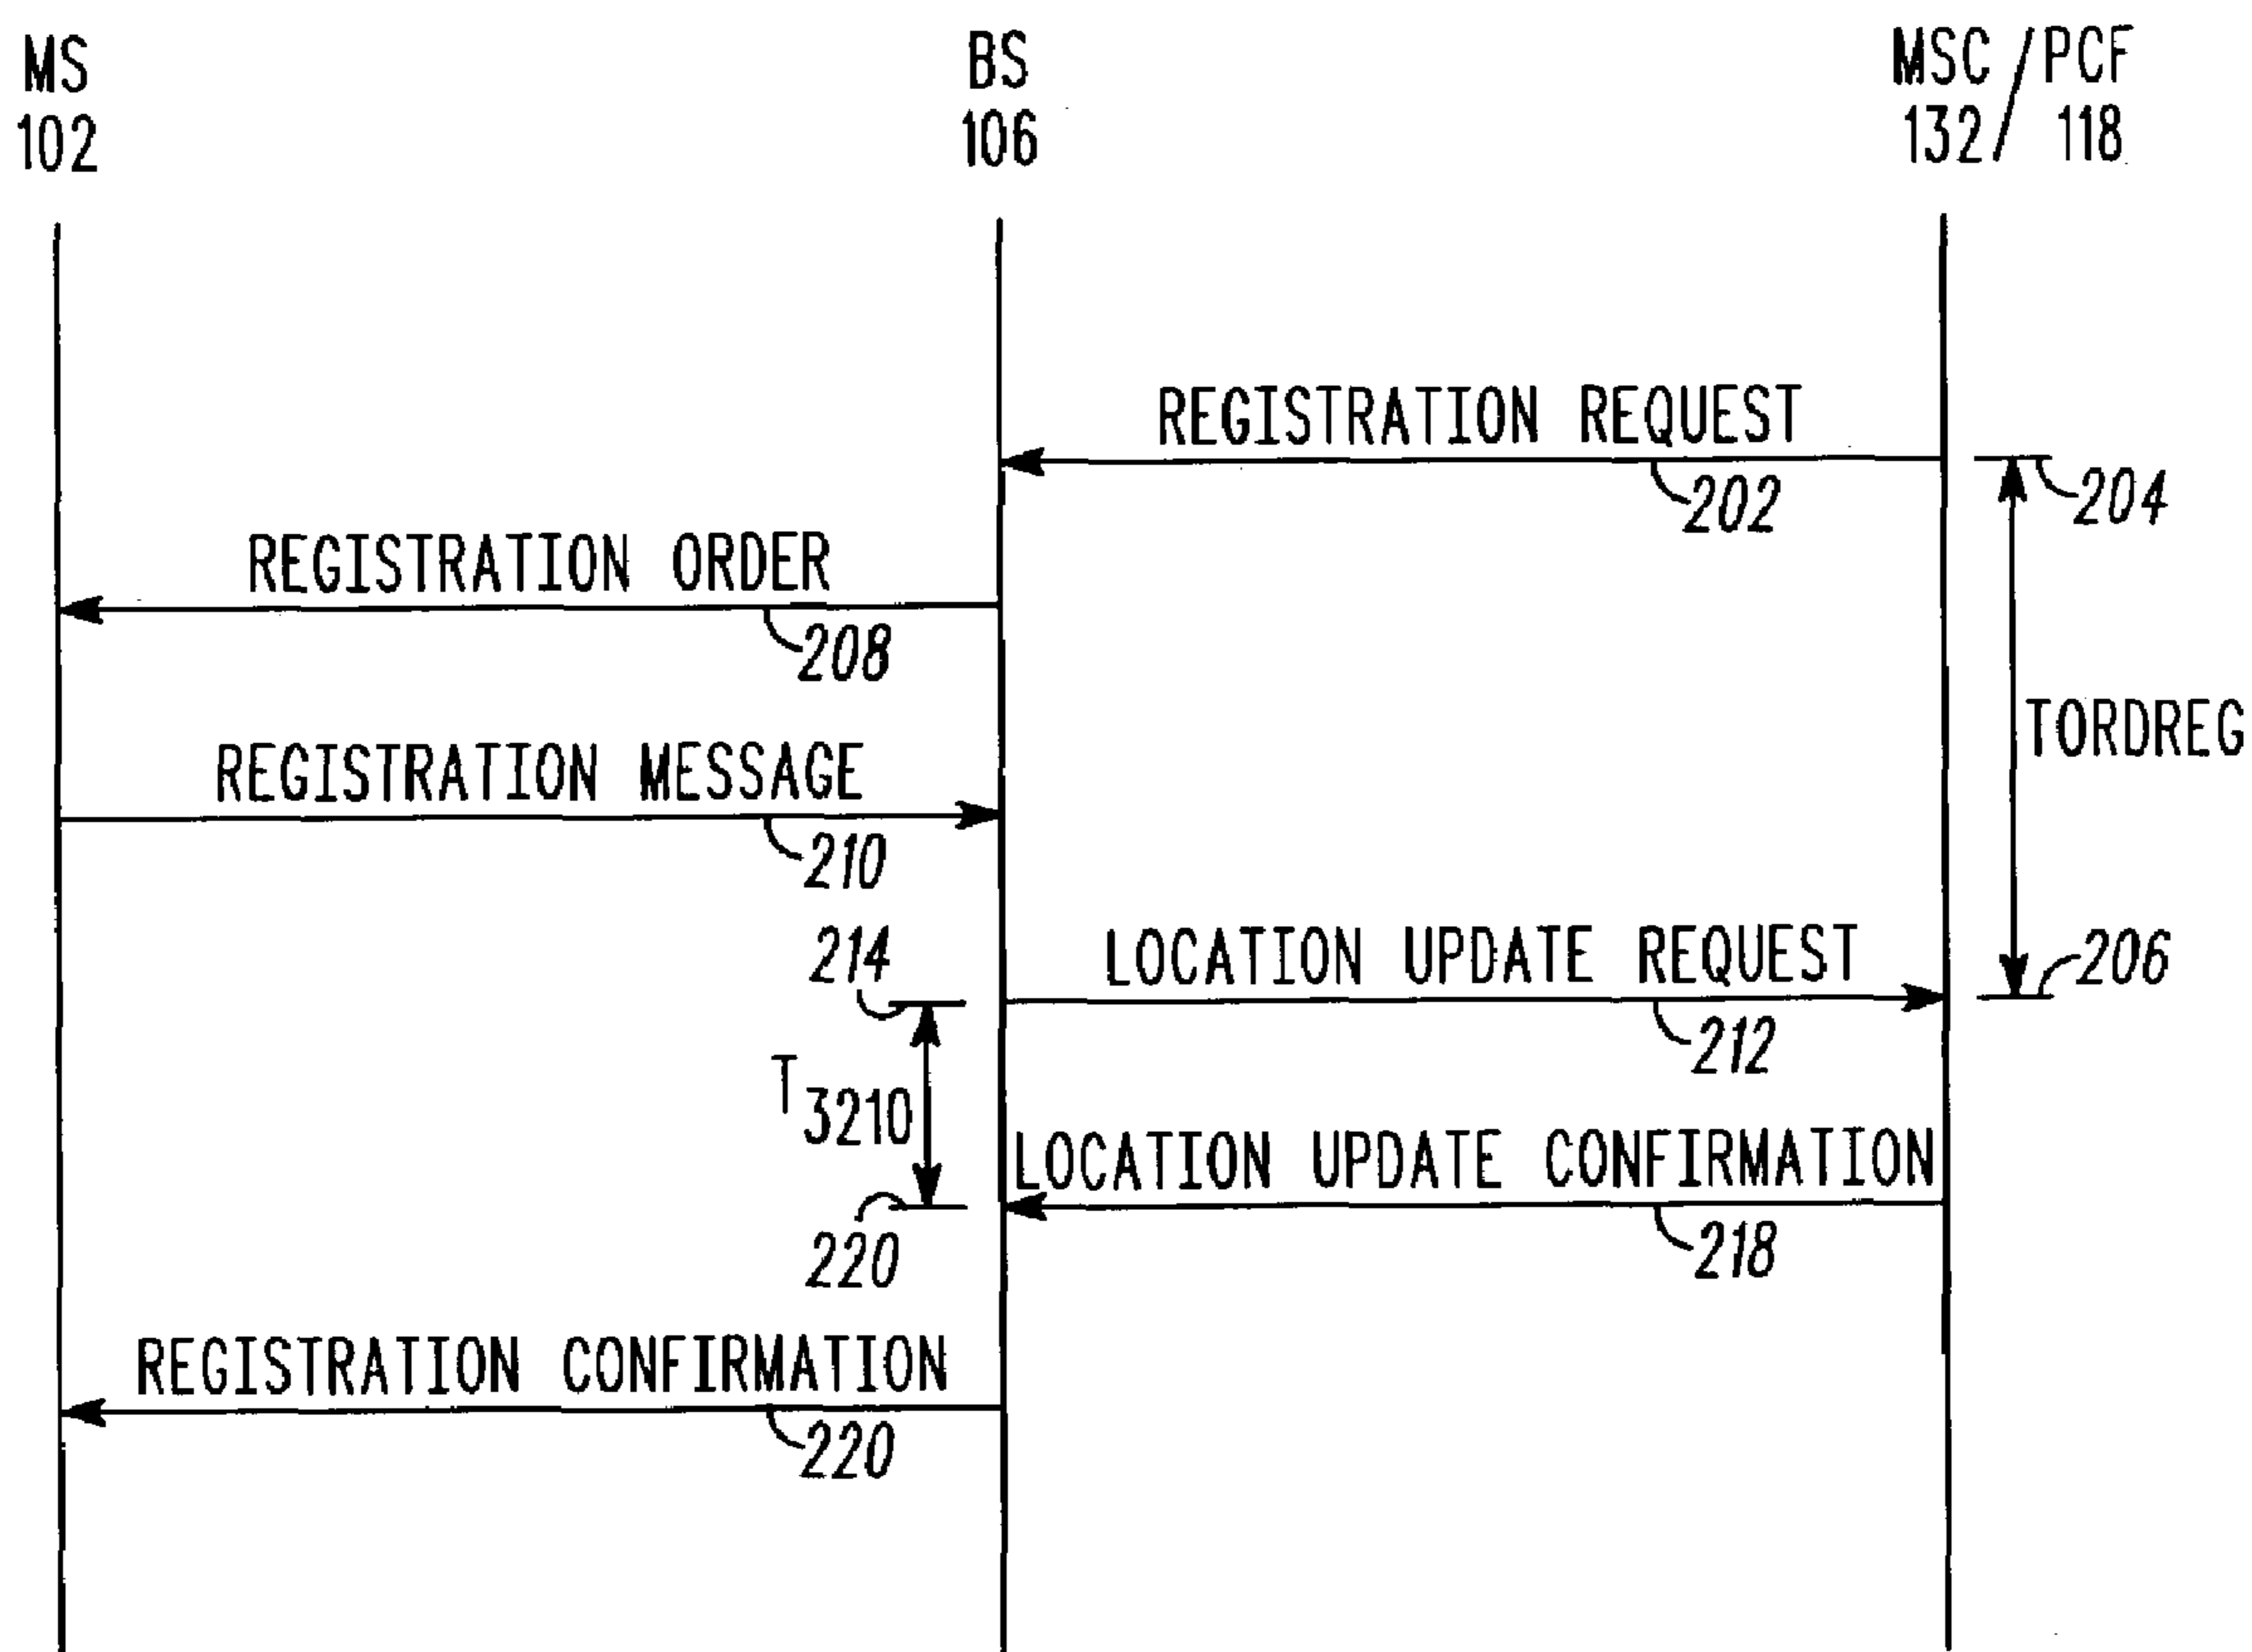 MS
102
BS
106
MSC/PCF
132/118
REGISTRATION REQUEST
202
204
REGISTRATION ORDER
208
TORDREG
REGISTRATION MESSAGE
210
214
LOCATION UPDATE REQUEST
206
212
T3210
LOCATION UPDATE CONFIRMATION
220
218
REGISTRATION CONFIRMATION
220